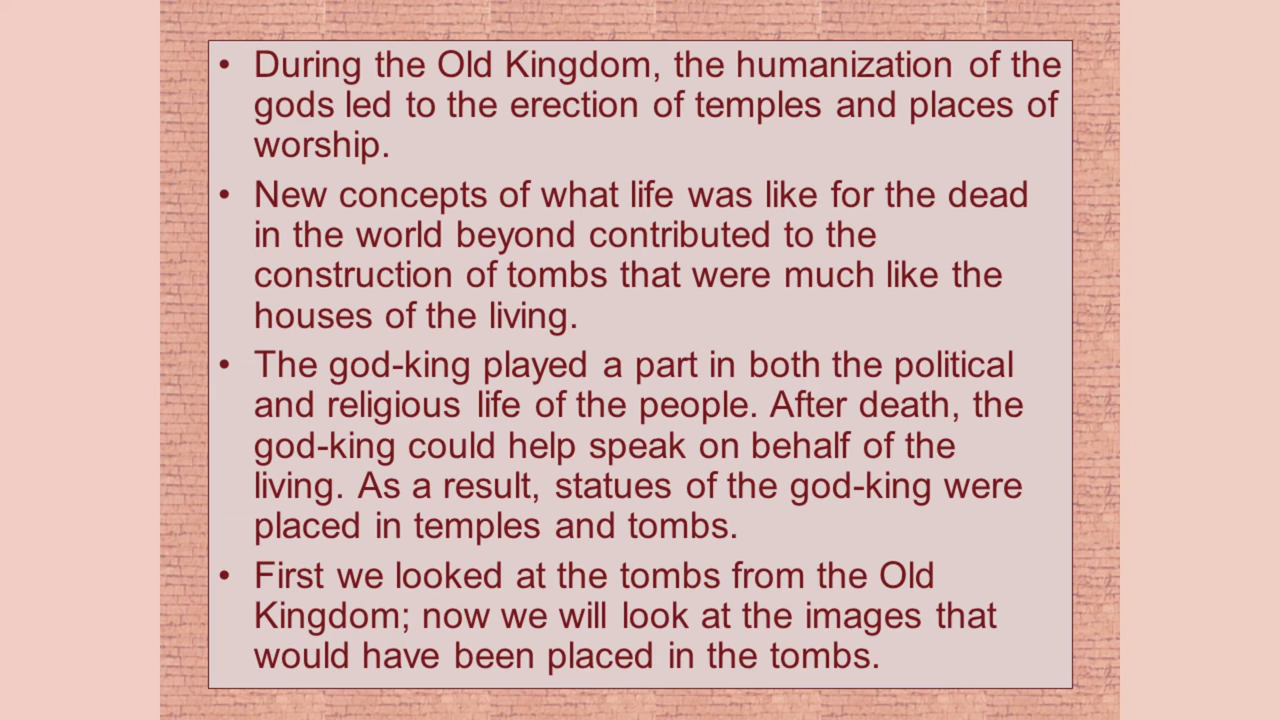 • During the Old Kingdom, the humanization of the
gods led to the erection of temples and places of
worship.
• New concepts of what life was like for the dead
in the world beyond contributed to the
construction of tombs that were much like the
houses of the living.
• The god-king played a part in both the political
and religious life of the people. After death, the
god-king could help speak on behalf of the
living. As a result, statues of the god-king were
placed in temples and tombs.
• First we looked at the tombs from the Old
Kingdom; now we will look at the images that
would have been placed in the tombs.